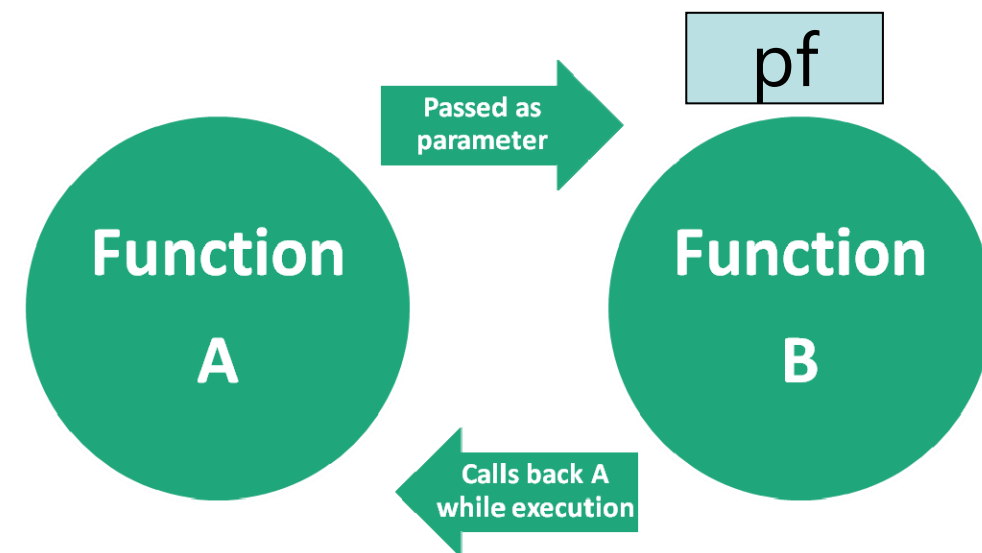 pf
Passed as
parameter
Function
A
Function
B
Calls back A
while execution